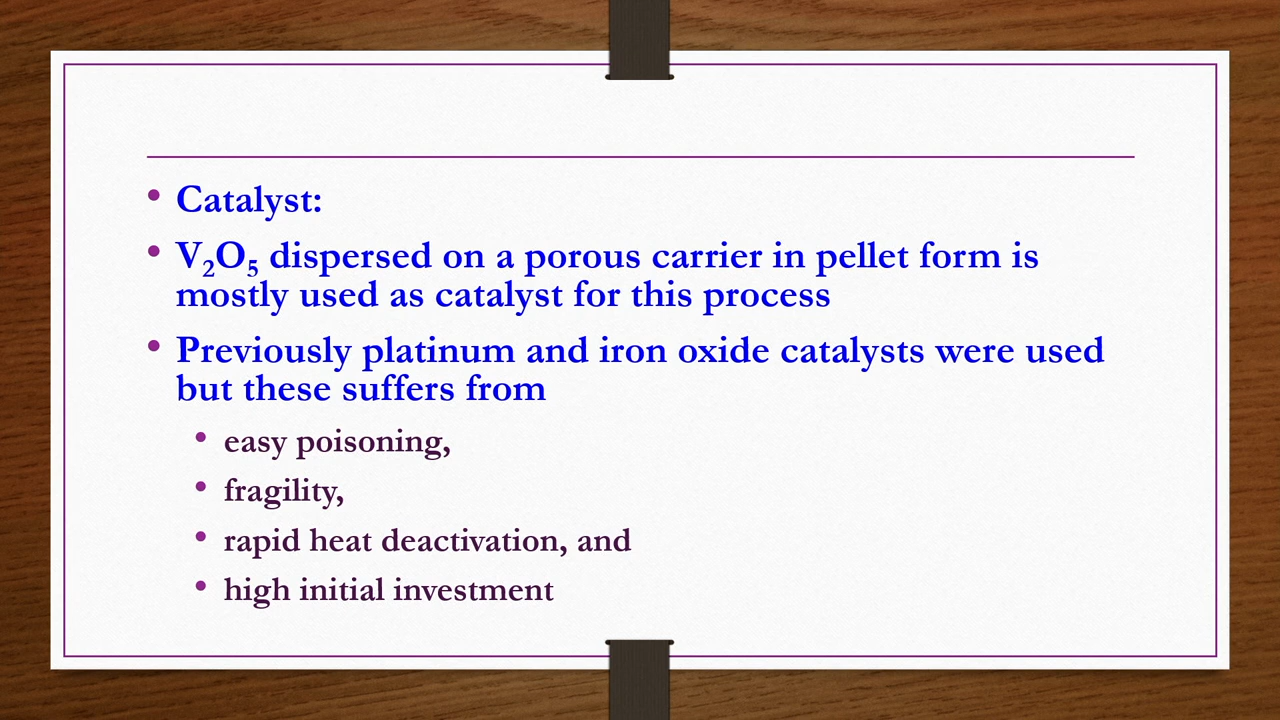 • Catalyst:
• V₂O₅ dispersed on a porous carrier in pellet form is
mostly used as catalyst for this process
• Previously platinum and iron oxide catalysts were used
but these suffers from
• easy poisoning,
• fragility,
• rapid heat deactivation, and
• high initial investment